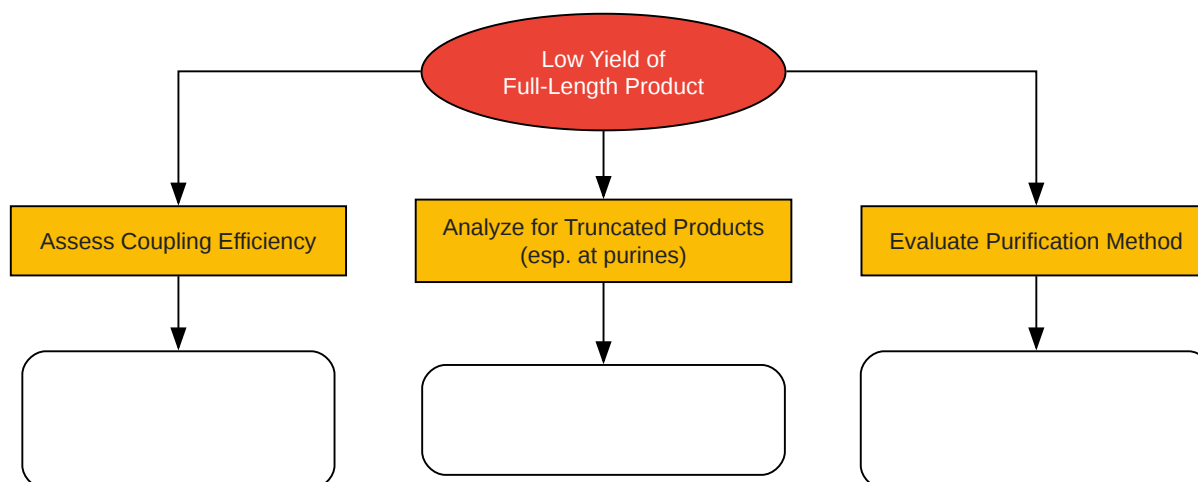 Low Yield of
Full-Length Product
Assess Coupling Efficiency
Analyze for Truncated Products
(esp. at purines)
Evaluate Purification Method